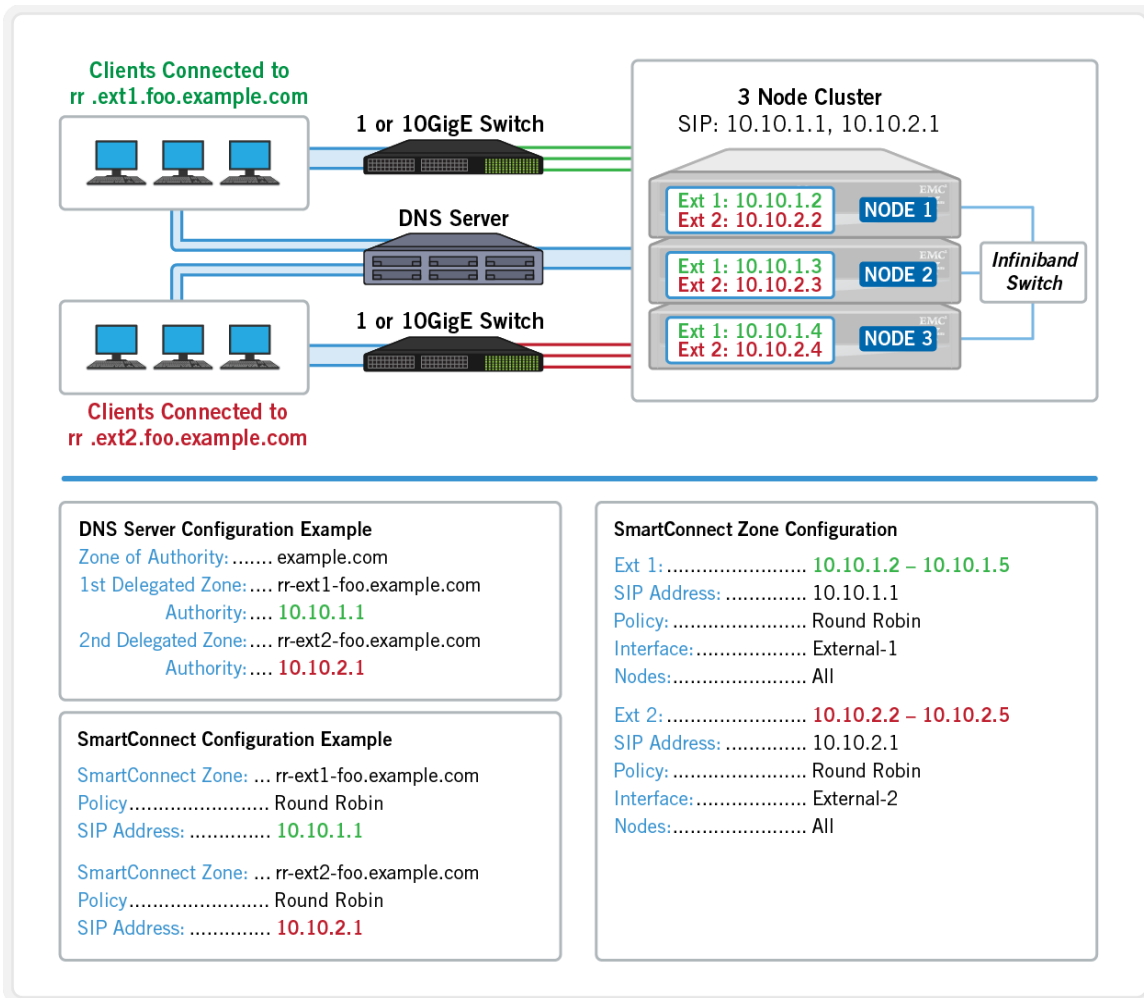 Clients Connected to
rr .ext1.foo.example.com
1 or 10GigE Switch
DNS Server
1 or 10GigE Switch
Clients Connected to
rr .ext2.foo.example.com
3 Node Cluster
SIP: 10.10.1.1, 10.10.2.1
EMC
Ext 1: 10.10.1.2
Ext 2: 10.10.2.2
NODE 1
EMC
Ext 1: 10.10.1.3
Ext 2: 10.10.2.3
NODE 2
EMC
Ext 1: 10.10.1.4
Ext 2: 10.10.2.4
NODE 3
Infiniband
Switch
DNS Server Configuration Example
Zone of Authority: ....... example.com
1st Delegated Zone: .... rr-ext1-foo.example.com
Authority: .... 10.10.1.1
2nd Delegated Zone: .... rr-ext2-foo.example.com
Authority: .... 10.10.2.1
SmartConnect Configuration Example
SmartConnect Zone: ... rr-ext1-foo.example.com
Policy........................ Round Robin
SIP Address: .............. 10.10.1.1
SmartConnect Zone: ... rr-ext2-foo.example.com
Policy........................ Round Robin
SIP Address: .............. 10.10.2.1
SmartConnect Zone Configuration
Ext 1: ........................ 10.10.1.2 – 10.10.1.5
SIP Address: .............. 10.10.1.1
Policy: ....................... Round Robin
Interface: ................... External-1
Nodes:....................... All
Ext 2: ........................ 10.10.2.2 – 10.10.2.5
SIP Address: .............. 10.10.2.1
Policy: ....................... Round Robin
Interface: ................... External-2
Nodes:....................... All